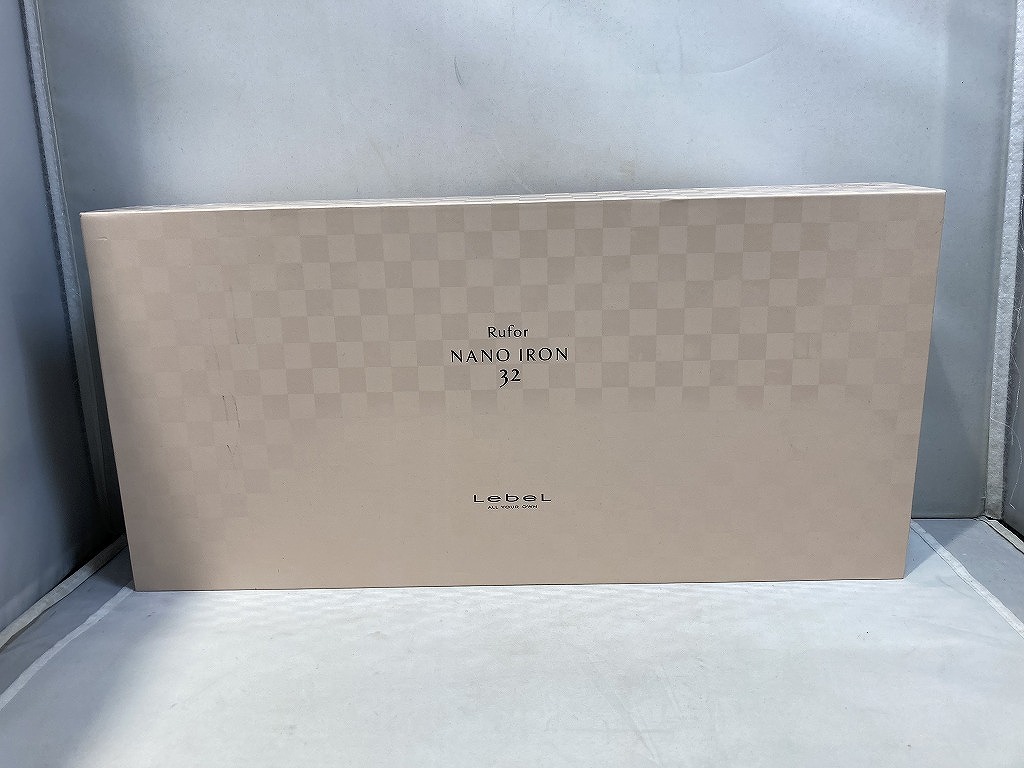 Rufor
NANO IRON
32
LebeL
ALL YOUR OWN